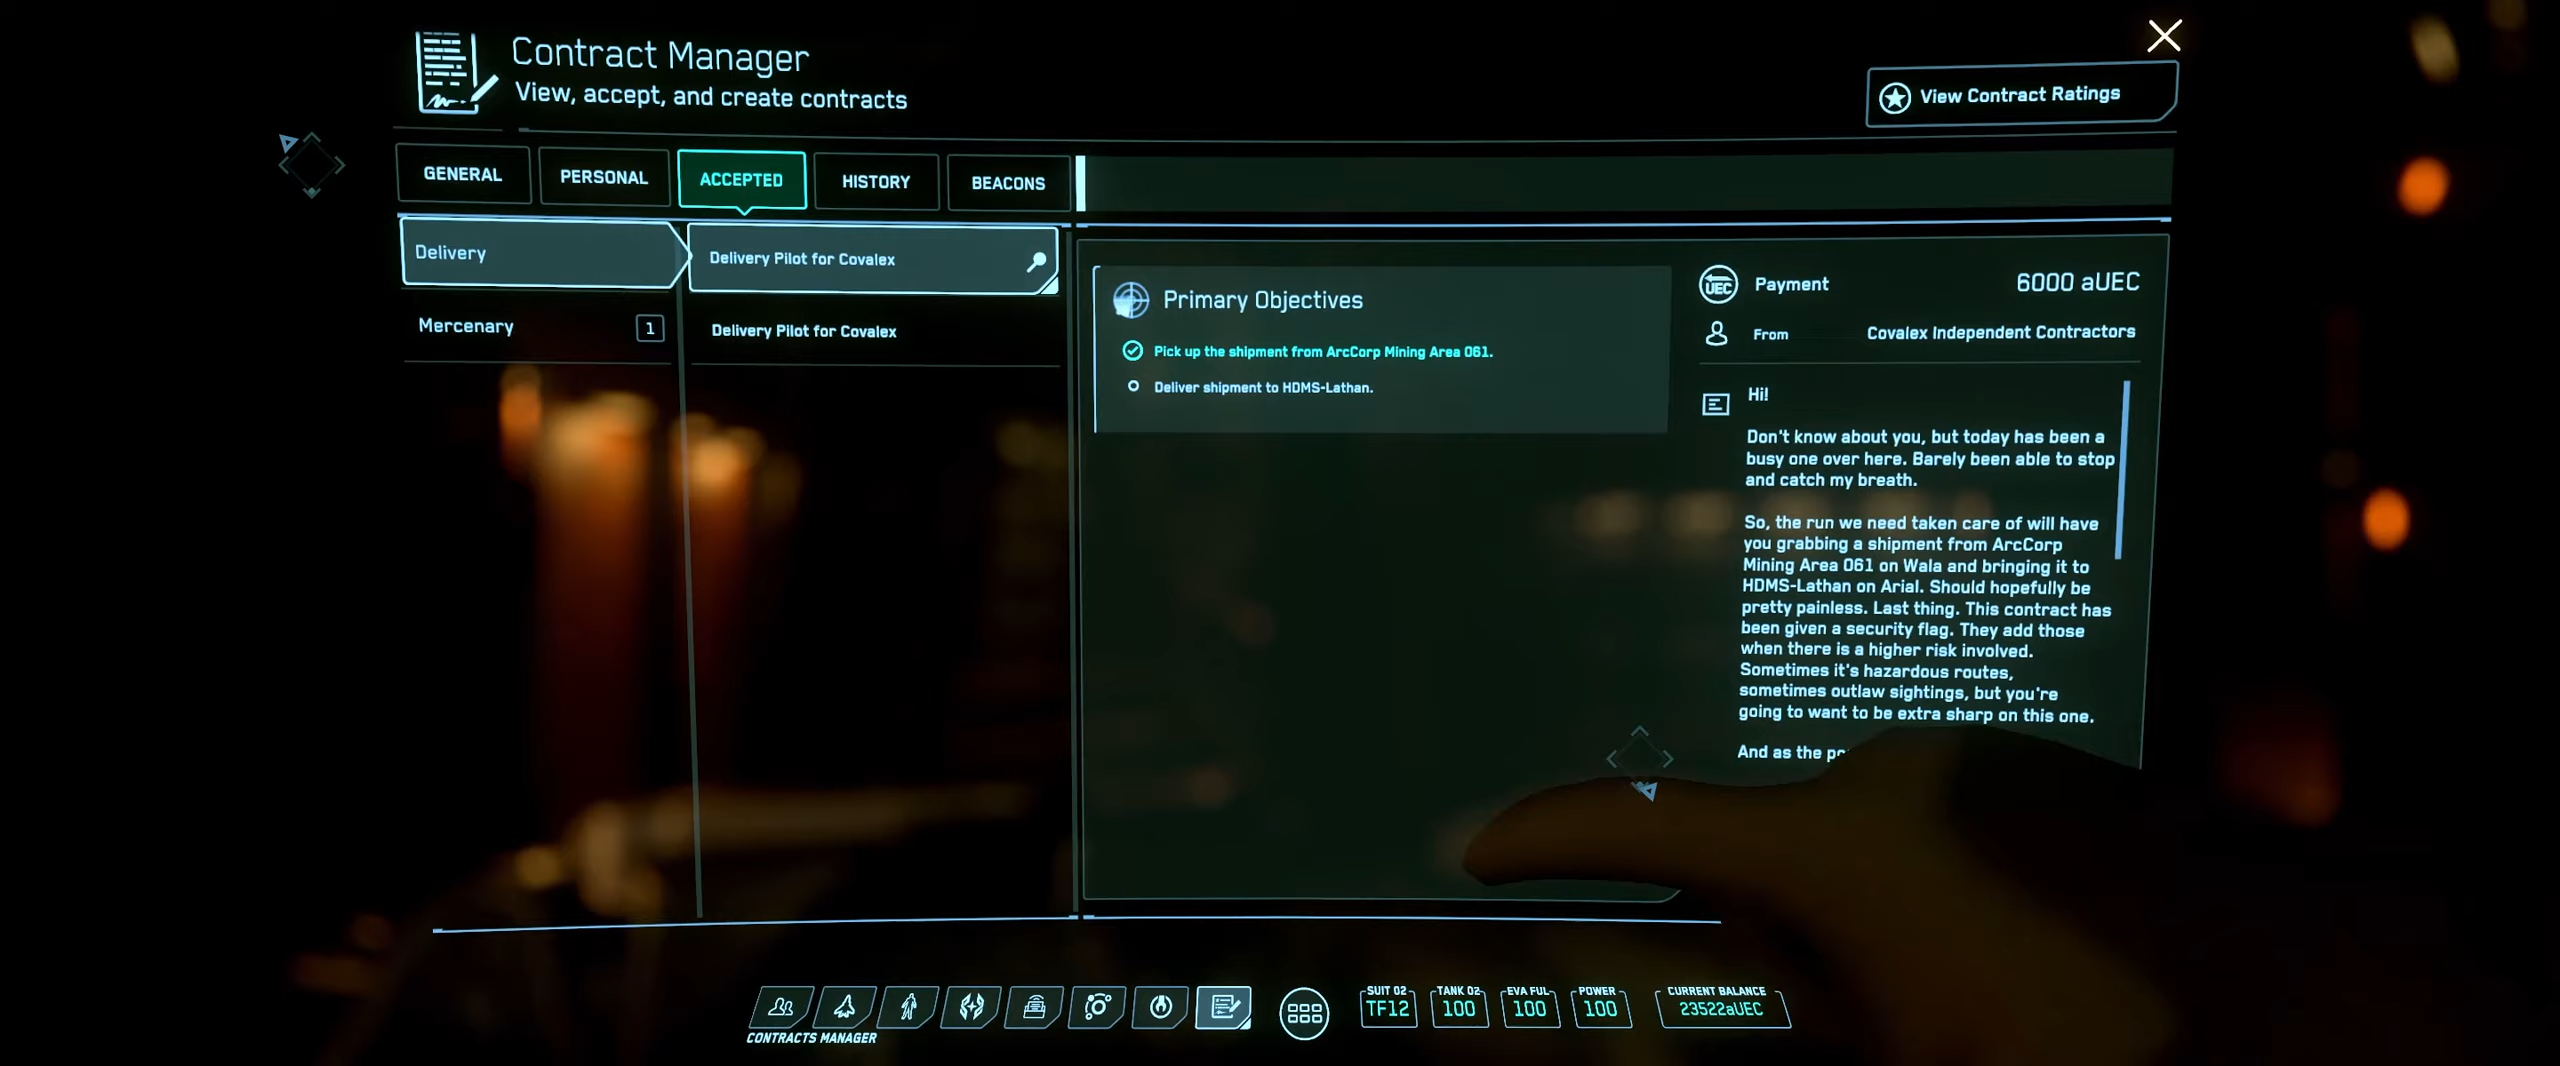 Contract Manager
View, accept, and create contracts
View Contract Ratings
GENERAL
PERSONAL
ACCEPTED
HISTORY
BEACONS
Delivery
Mercenary
1
Delivery Pilot for Covalex
Delivery Pilot for Covalex
Primary Objectives
Pick up the shipment from ArcCorp Mining Area 061.
Deliver shipment to HDMS-Lathan.
UEC
Payment
6000 aUEC
From
Covalex Independent Contractors
Hi!
Don't know about you, but today has been a
busy one over here. Barely been able to stop
and catch my breath.
So, the run we need taken care of will have
you grabbing a shipment from ArcCorp
Mining Area 061 on Wala and bringing it to
HDMS-Lathan on Arial. Should hopefully be
pretty painless. Last thing. This contract has
been given a security flag. They add those
when there is a higher risk involved.
Sometimes it's hazardous routes,
sometimes outlaw sightings, but you're
going to want to be extra sharp on this one.
And as the
CONTRACTS MANAGER
SUIT O2
TF12
TANK O2
100
EVA FUL
100
POWER
100
CURRENT BALANCE
23522aUEC